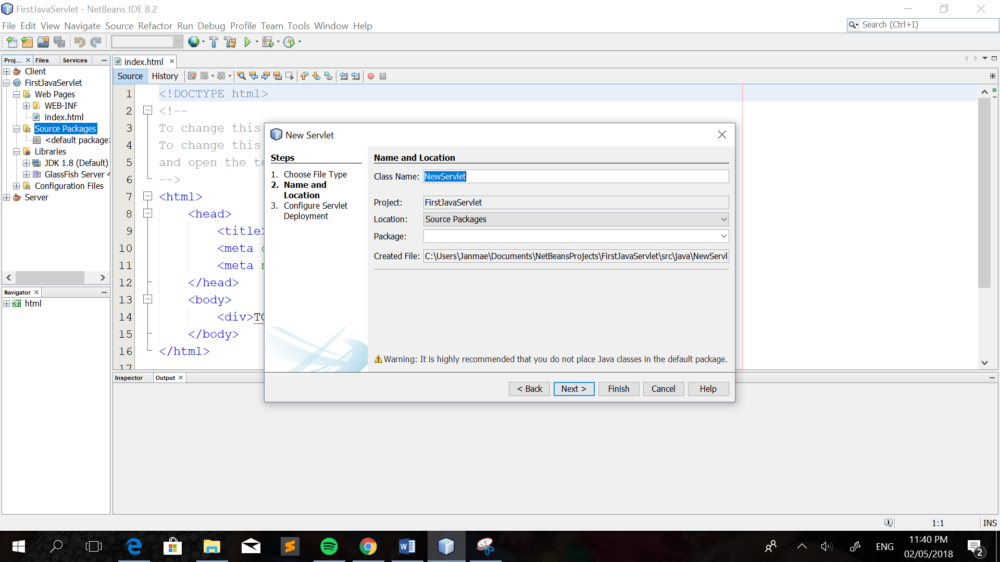 FirstJavaServlet - NetBeans IDE 8.2
File Edit View Navigate Source Refactor Run Debug Profile Team Tools Window Help
Search (Ctrl+I)
Proj... Files Services
index.html
Source History
Client
FirstJavaServlet
Web Pages
WEB-INF
index.html
Source Packages
<default package>
Libraries
JDK 1.8 (Default)
GlassFish Server 4
Configuration Files
Server
Navigator
html
1 <!DOCTYPE html>
2 <!--
3 To change this
4 To change this
5 and open the te
6 -->
7 <html>
8 <head>
9 <title>
10 <meta
11 <meta
12 </head>
13 <body>
14 <div>TO
15 </body>
16 </html>
17
New Servlet
Steps
1. Choose File Type
2. Name and
Location
3. Configure Servlet
Deployment
Name and Location
Class Name: NewServlet
Project: FirstJavaServlet
Location: Source Packages
Package:
Created File: C:\Users\Janmae\Documents\NetBeansProjects\FirstJavaServlet\src\java\NewServl
Warning: It is highly recommended that you do not place Java classes in the default package.
< Back Next > Finish Cancel Help
Inspector Output
1:1 INS
ENG
11:40 PM
02/05/2018
2